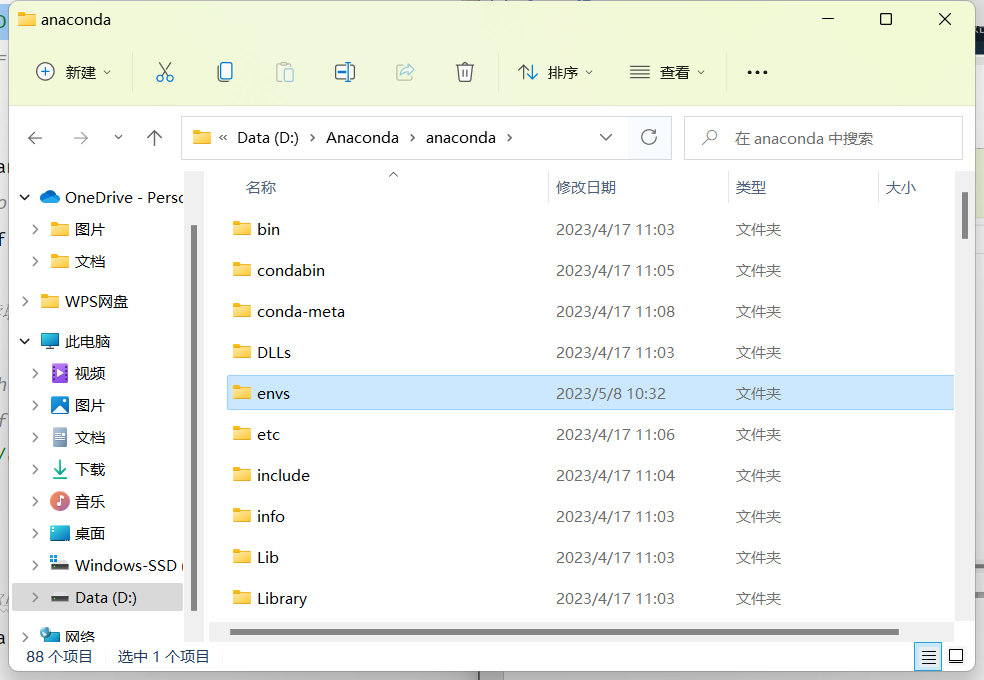 anaconda
新建
排序
查看
« Data (D:) > Anaconda > anaconda >
在 anaconda 中搜索
OneDrive - Perso
图片
文档
WPS网盘
此电脑
视频
图片
文档
下载
音乐
桌面
Windows-SSD (
Data (D:)
网络
名称 修改日期 类型 大小
bin 2023/4/17 11:03 文件夹
condabin 2023/4/17 11:05 文件夹
conda-meta 2023/4/17 11:08 文件夹
DLLs 2023/4/17 11:03 文件夹
envs 2023/5/8 10:32 文件夹
etc 2023/4/17 11:06 文件夹
include 2023/4/17 11:04 文件夹
info 2023/4/17 11:03 文件夹
Lib 2023/4/17 11:03 文件夹
Library 2023/4/17 11:03 文件夹
88 个项目 选中 1 个项目